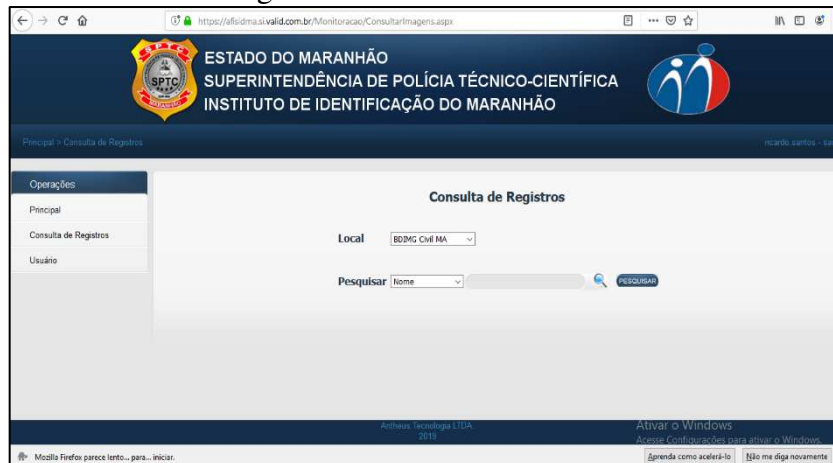 https://afisidma.si.valid.com.br/Monitoracao/ConsultarImagens.aspx
SPTC
ESTADO DO MARANHÃO
SUPERINTENDÊNCIA DE POLÍCIA TÉCNICO-CIENTÍFICA
INSTITUTO DE IDENTIFICAÇÃO DO MARANHÃO
Principal > Consulta de Registros
ricardo.santos - sa
Operações
Principal
Consulta de Registros
Usuário
Consulta de Registros
Local BDIMG Civil MA
Pesquisar Nome PESQUISAR
Antheus Tecnologia LTDA.
2019
Ativar o Windows
Acesse Configurações para ativar o Windows.
Mozilla Firefox parece lento... para... iniciar.
Aprenda como acelerá-lo Não me diga novamente